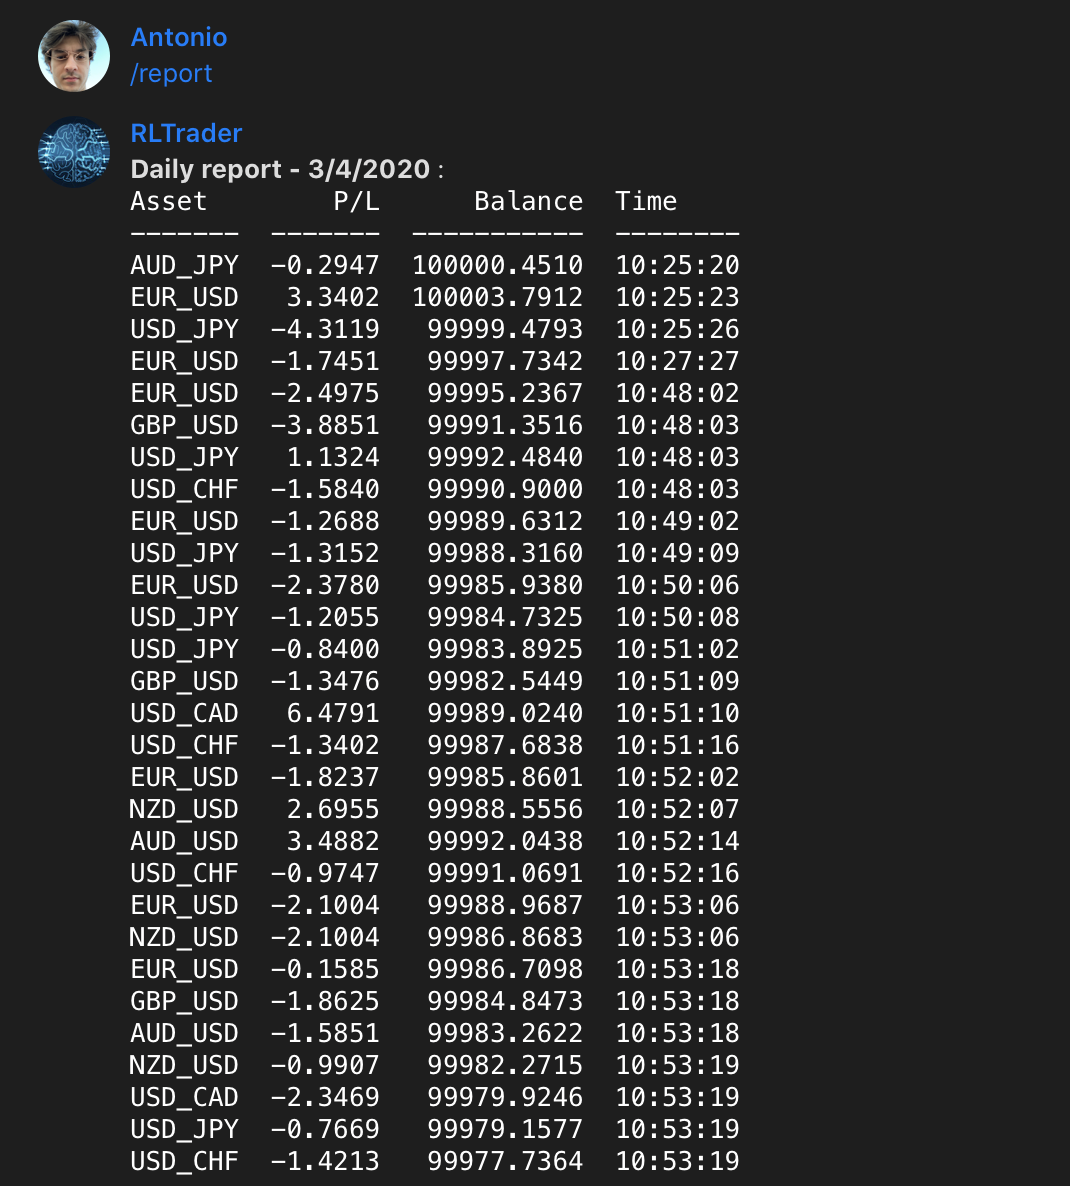 Antonio
/report
RLTrader
Daily report - 3/4/2020 :
Asset        P/L      Balance  Time
-------  -------  -----------  --------
AUD_JPY  -0.2947  100000.4510  10:25:20
EUR_USD   3.3402  100003.7912  10:25:23
USD_JPY  -4.3119   99999.4793  10:25:26
EUR_USD  -1.7451   99997.7342  10:27:27
EUR_USD  -2.4975   99995.2367  10:48:02
GBP_USD  -3.8851   99991.3516  10:48:03
USD_JPY   1.1324   99992.4840  10:48:03
USD_CHF  -1.5840   99990.9000  10:48:03
EUR_USD  -1.2688   99989.6312  10:49:02
USD_JPY  -1.3152   99988.3160  10:49:09
EUR_USD  -2.3780   99985.9380  10:50:06
USD_JPY  -1.2055   99984.7325  10:50:08
USD_JPY  -0.8400   99983.8925  10:51:02
GBP_USD  -1.3476   99982.5449  10:51:09
USD_CAD   6.4791   99989.0240  10:51:10
USD_CHF  -1.3402   99987.6838  10:51:16
EUR_USD  -1.8237   99985.8601  10:52:02
NZD_USD   2.6955   99988.5556  10:52:07
AUD_USD   3.4882   99992.0438  10:52:14
USD_CHF  -0.9747   99991.0691  10:52:16
EUR_USD  -2.1004   99988.9687  10:53:06
NZD_USD  -2.1004   99986.8683  10:53:06
EUR_USD  -0.1585   99986.7098  10:53:18
GBP_USD  -1.8625   99984.8473  10:53:18
AUD_USD  -1.5851   99983.2622  10:53:18
NZD_USD  -0.9907   99982.2715  10:53:19
USD_CAD  -2.3469   99979.9246  10:53:19
USD_JPY  -0.7669   99979.1577  10:53:19
USD_CHF  -1.4213   99977.7364  10:53:19